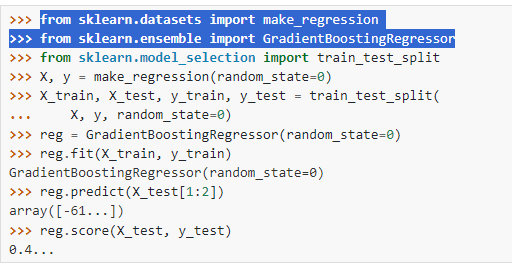 >>> from sklearn.datasets import make_regression
>>> from sklearn.ensemble import GradientBoostingRegressor
>>> from sklearn.model_selection import train_test_split
>>> X, y = make_regression(random_state=0)
>>> X_train, X_test, y_train, y_test = train_test_split(
...     X, y, random_state=0)
>>> reg = GradientBoostingRegressor(random_state=0)
>>> reg.fit(X_train, y_train)
GradientBoostingRegressor(random_state=0)
>>> reg.predict(X_test[1:2])
array([-61...])
>>> reg.score(X_test, y_test)
0.4...